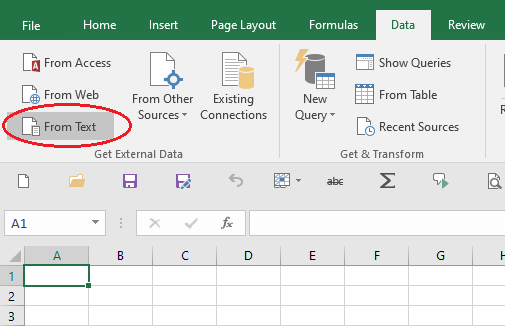 File Home Insert Page Layout Formulas Data Review
From Access
From Web
From Text
From Other
Sources
Existing
Connections
Get External Data
New
Query
Show Queries
From Table
Recent Sources
Get & Transform
R
abc
A1
fx
A B C D E F G H
1
2
3